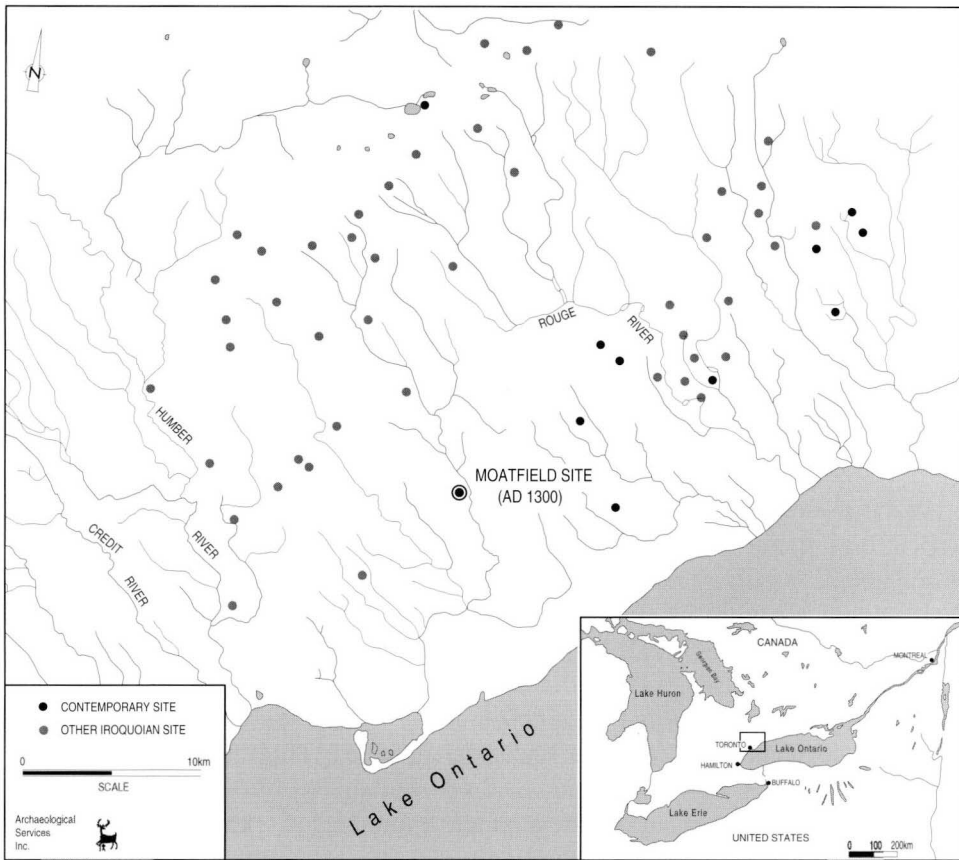 N
ROUGE
RIVER
HUMBER
RIVER
CREDIT
RIVER
MOATFIELD SITE
(AD 1300)
Lake Ontario
CONTEMPORARY SITE
OTHER IROQUOIAN SITE
0 10km
SCALE
Archaeological
Services
Inc.
CANADA
MONTREAL
Georgian Bay
Lake Huron
TORONTO
Lake Ontario
HAMILTON
BUFFALO
Lake Erie
UNITED STATES
0 100 200km